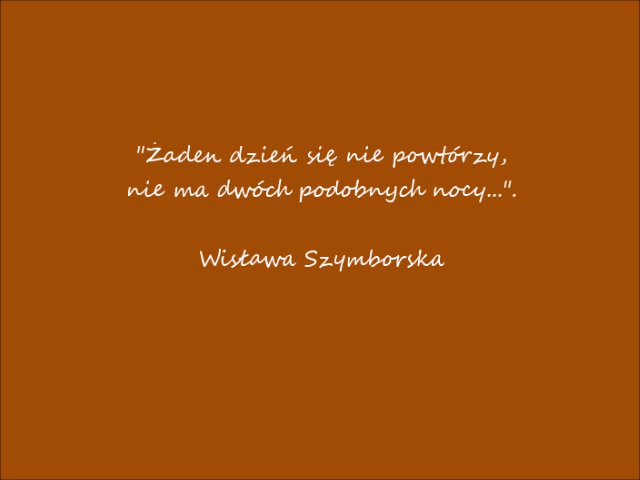 "Żaden dzień się nie powtórzy,
nie ma dwóch podobnych nocy...".
Wisława Szymborska